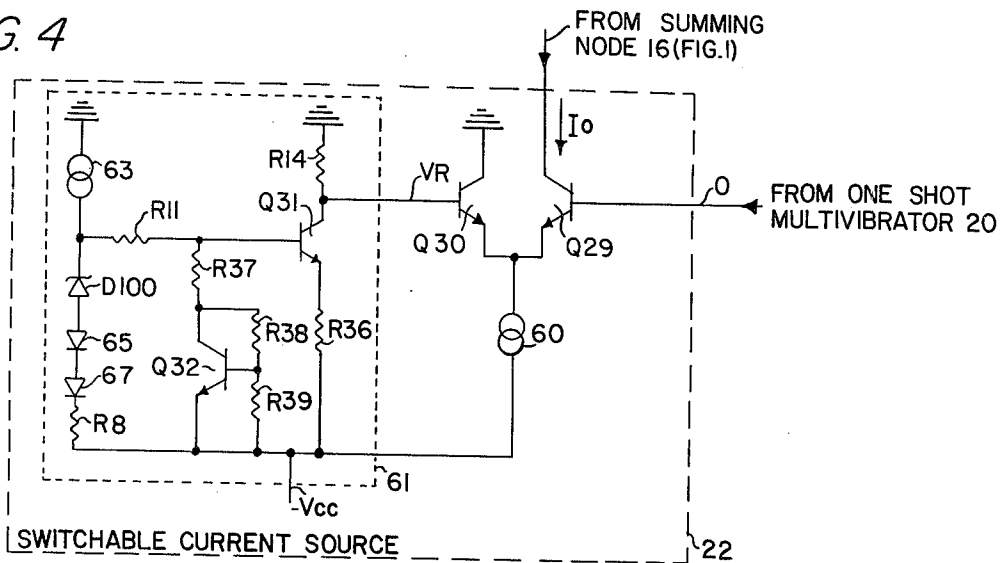 G. 4
FROM SUMMING
NODE 16(FIG.1)
Io
63
R14
VR
O
FROM ONE SHOT
MULTIVIBRATOR 20
R11
Q31
Q30
Q29
R37
D100
65
R38
R36
60
Q32
67
R39
R8
61
-Vcc
SWITCHABLE CURRENT SOURCE
22